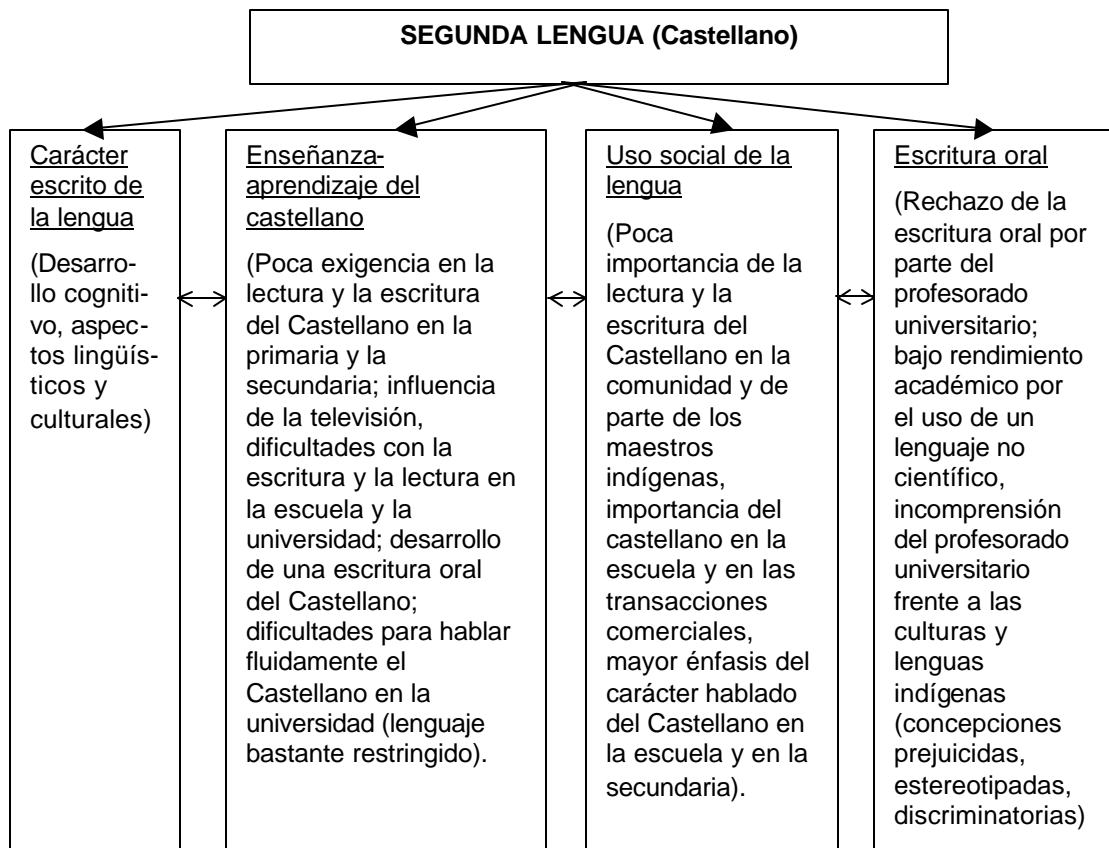 SEGUNDA LENGUA (Castellano)
Carácter
escrito de
la lengua
(Desarro-
llo cogniti-
vo, aspec-
tos lingüís-
ticos y
culturales)
Enseñanza-
aprendizaje del
castellano
(Poca exigencia en la
lectura y la escritura
del Castellano en la
primaria y la
secundaria; influencia
de la televisión,
dificultades con la
escritura y la lectura en
la escuela y la
universidad; desarrollo
de una escritura oral
del Castellano;
dificultades para hablar
fluidamente el
Castellano en la
universidad (lenguaje
bastante restringido).
Uso social de la
lengua
(Poca
importancia de la
lectura y la
escritura del
Castellano en la
comunidad y de
parte de los
maestros
indígenas,
importancia del
castellano en la
escuela y en las
transacciones
comerciales,
mayor énfasis del
carácter hablado
del Castellano en
la escuela y en la
secundaria).
Escritura oral
(Rechazo de la
escritura oral por
parte del
profesorado
universitario;
bajo rendimiento
académico por
el uso de un
lenguaje no
científico,
incomprensión
del profesorado
universitario
frente a las
culturas y
lenguas
indígenas
(concepciones
prejuicidas,
estereotipadas,
discriminatorias)